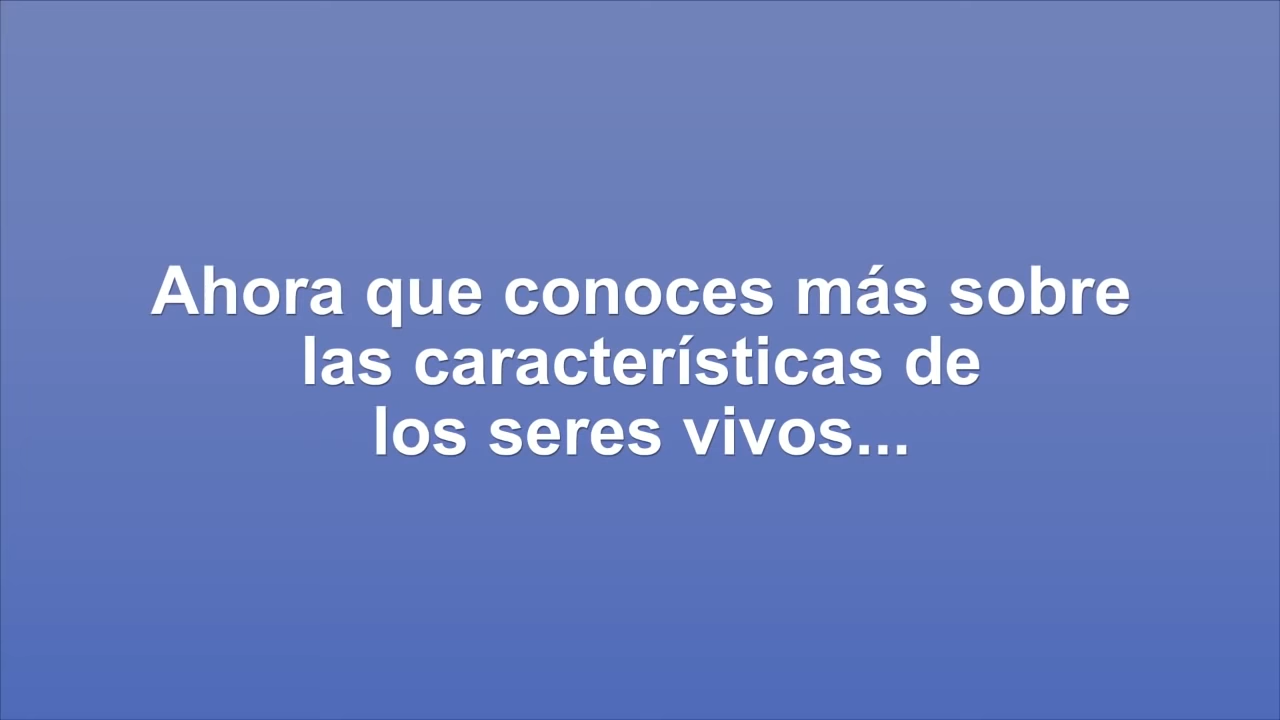 Ahora que conoces más sobre
las características de
los seres vivos...